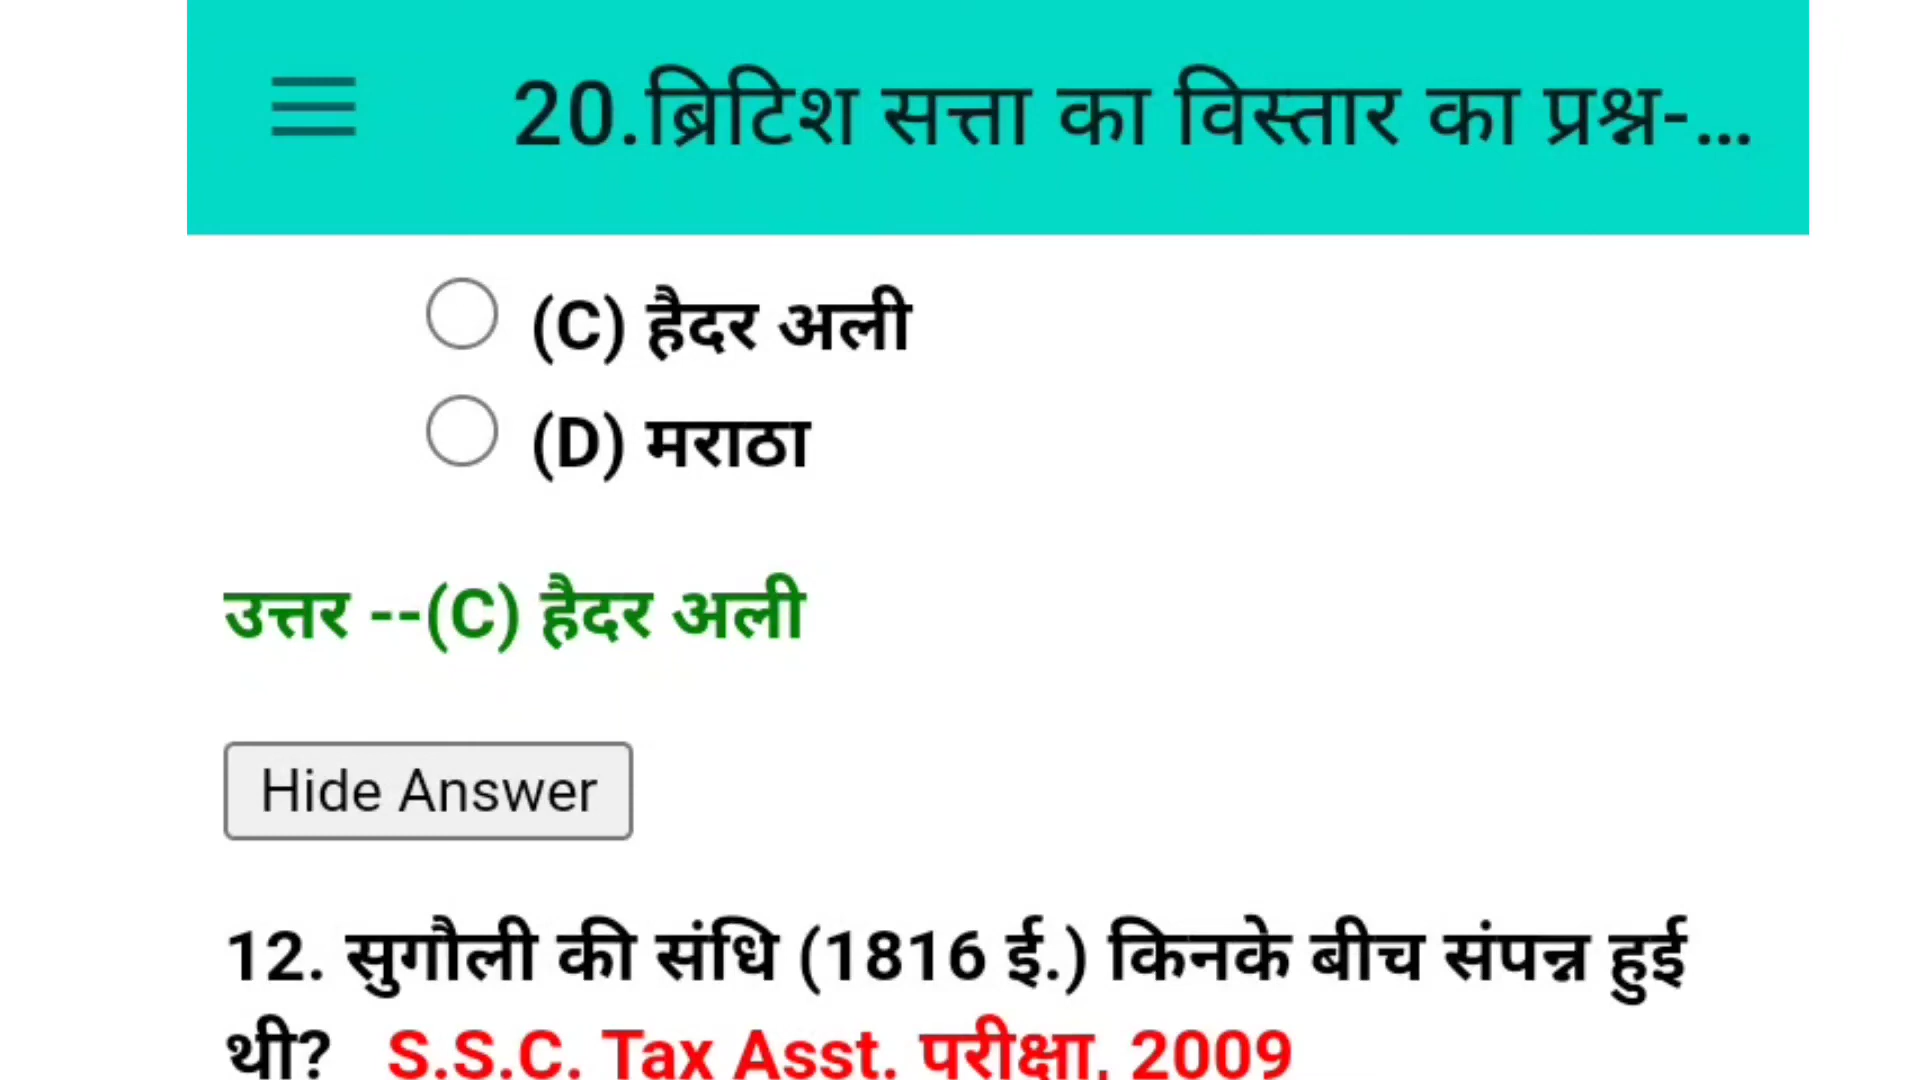 20.ब्रिटिश सत्ता का विस्तार का प्रश्न-...
(C) हैदर अली
(D) मराठा
उत्तर --(C) हैदर अली
Hide Answer
12. सुगौली की संधि (1816 ई.) किनके बीच संपन्न हुई
थी? S.S.C. Tax Asst. परीक्षा, 2009